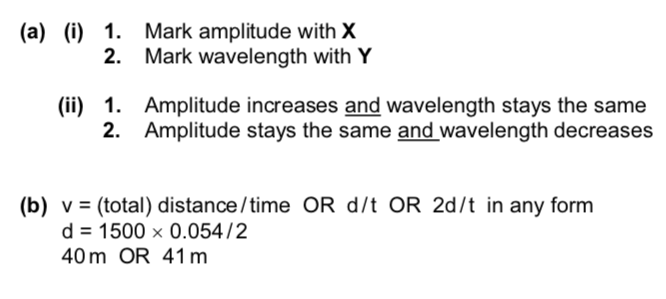 (a) (i) 1. Mark amplitude with X
2. Mark wavelength with Y
(ii) 1. Amplitude increases and wavelength stays the same
2. Amplitude stays the same and wavelength decreases
(b) v = (total) distance/time OR d/t OR 2d/t in any form
d = 1500 × 0.054/2
40m OR 41m